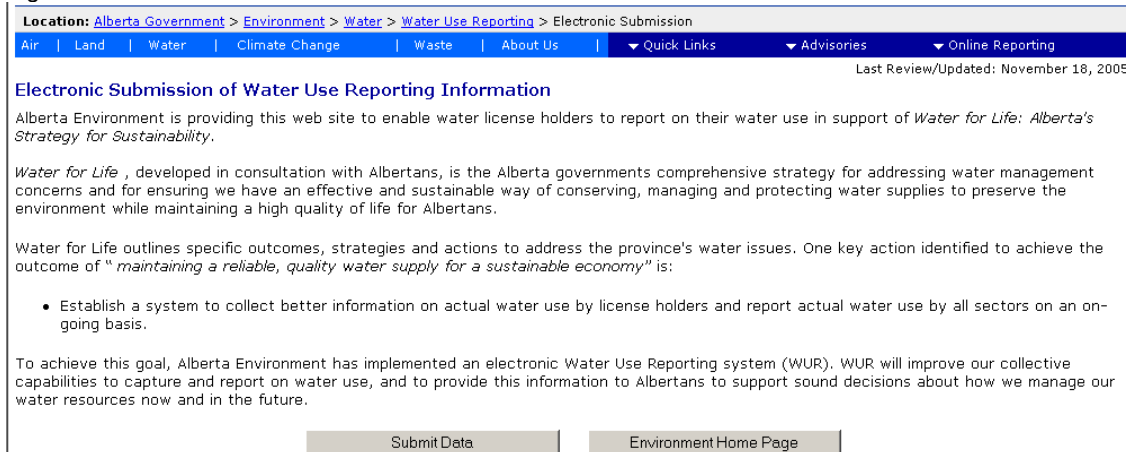 Location: Alberta Government > Environment > Water > Water Use Reporting > Electronic Submission
Air | Land | Water | Climate Change | Waste | About Us | Quick Links Advisories Online Reporting
Last Review/Updated: November 18, 2005
Electronic Submission of Water Use Reporting Information
Alberta Environment is providing this web site to enable water license holders to report on their water use in support of Water for Life: Alberta's
Strategy for Sustainability.
Water for Life , developed in consultation with Albertans, is the Alberta governments comprehensive strategy for addressing water management
concerns and for ensuring we have an effective and sustainable way of conserving, managing and protecting water supplies to preserve the
environment while maintaining a high quality of life for Albertans.
Water for Life outlines specific outcomes, strategies and actions to address the province's water issues. One key action identified to achieve the
outcome of " maintaining a reliable, quality water supply for a sustainable economy" is:
• Establish a system to collect better information on actual water use by license holders and report actual water use by all sectors on an on-
going basis.
To achieve this goal, Alberta Environment has implemented an electronic Water Use Reporting system (WUR). WUR will improve our collective
capabilities to capture and report on water use, and to provide this information to Albertans to support sound decisions about how we manage our
water resources now and in the future.
Submit Data Environment Home Page